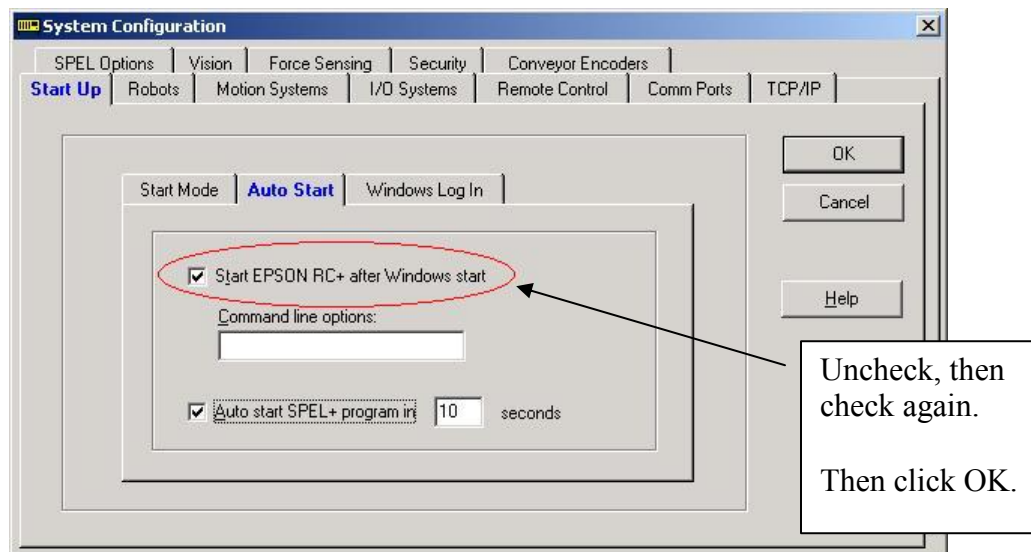 System Configuration
SPEL Options Vision Force Sensing Security Conveyor Encoders
Start Up Robots Motion Systems I/O Systems Remote Control Comm Ports TCP/IP
OK
Cancel
Help
Start Mode Auto Start Windows Log In
Start EPSON RC+ after Windows start
Command line options:
Auto start SPEL+ program in 10 seconds
Uncheck, then
check again.
Then click OK.